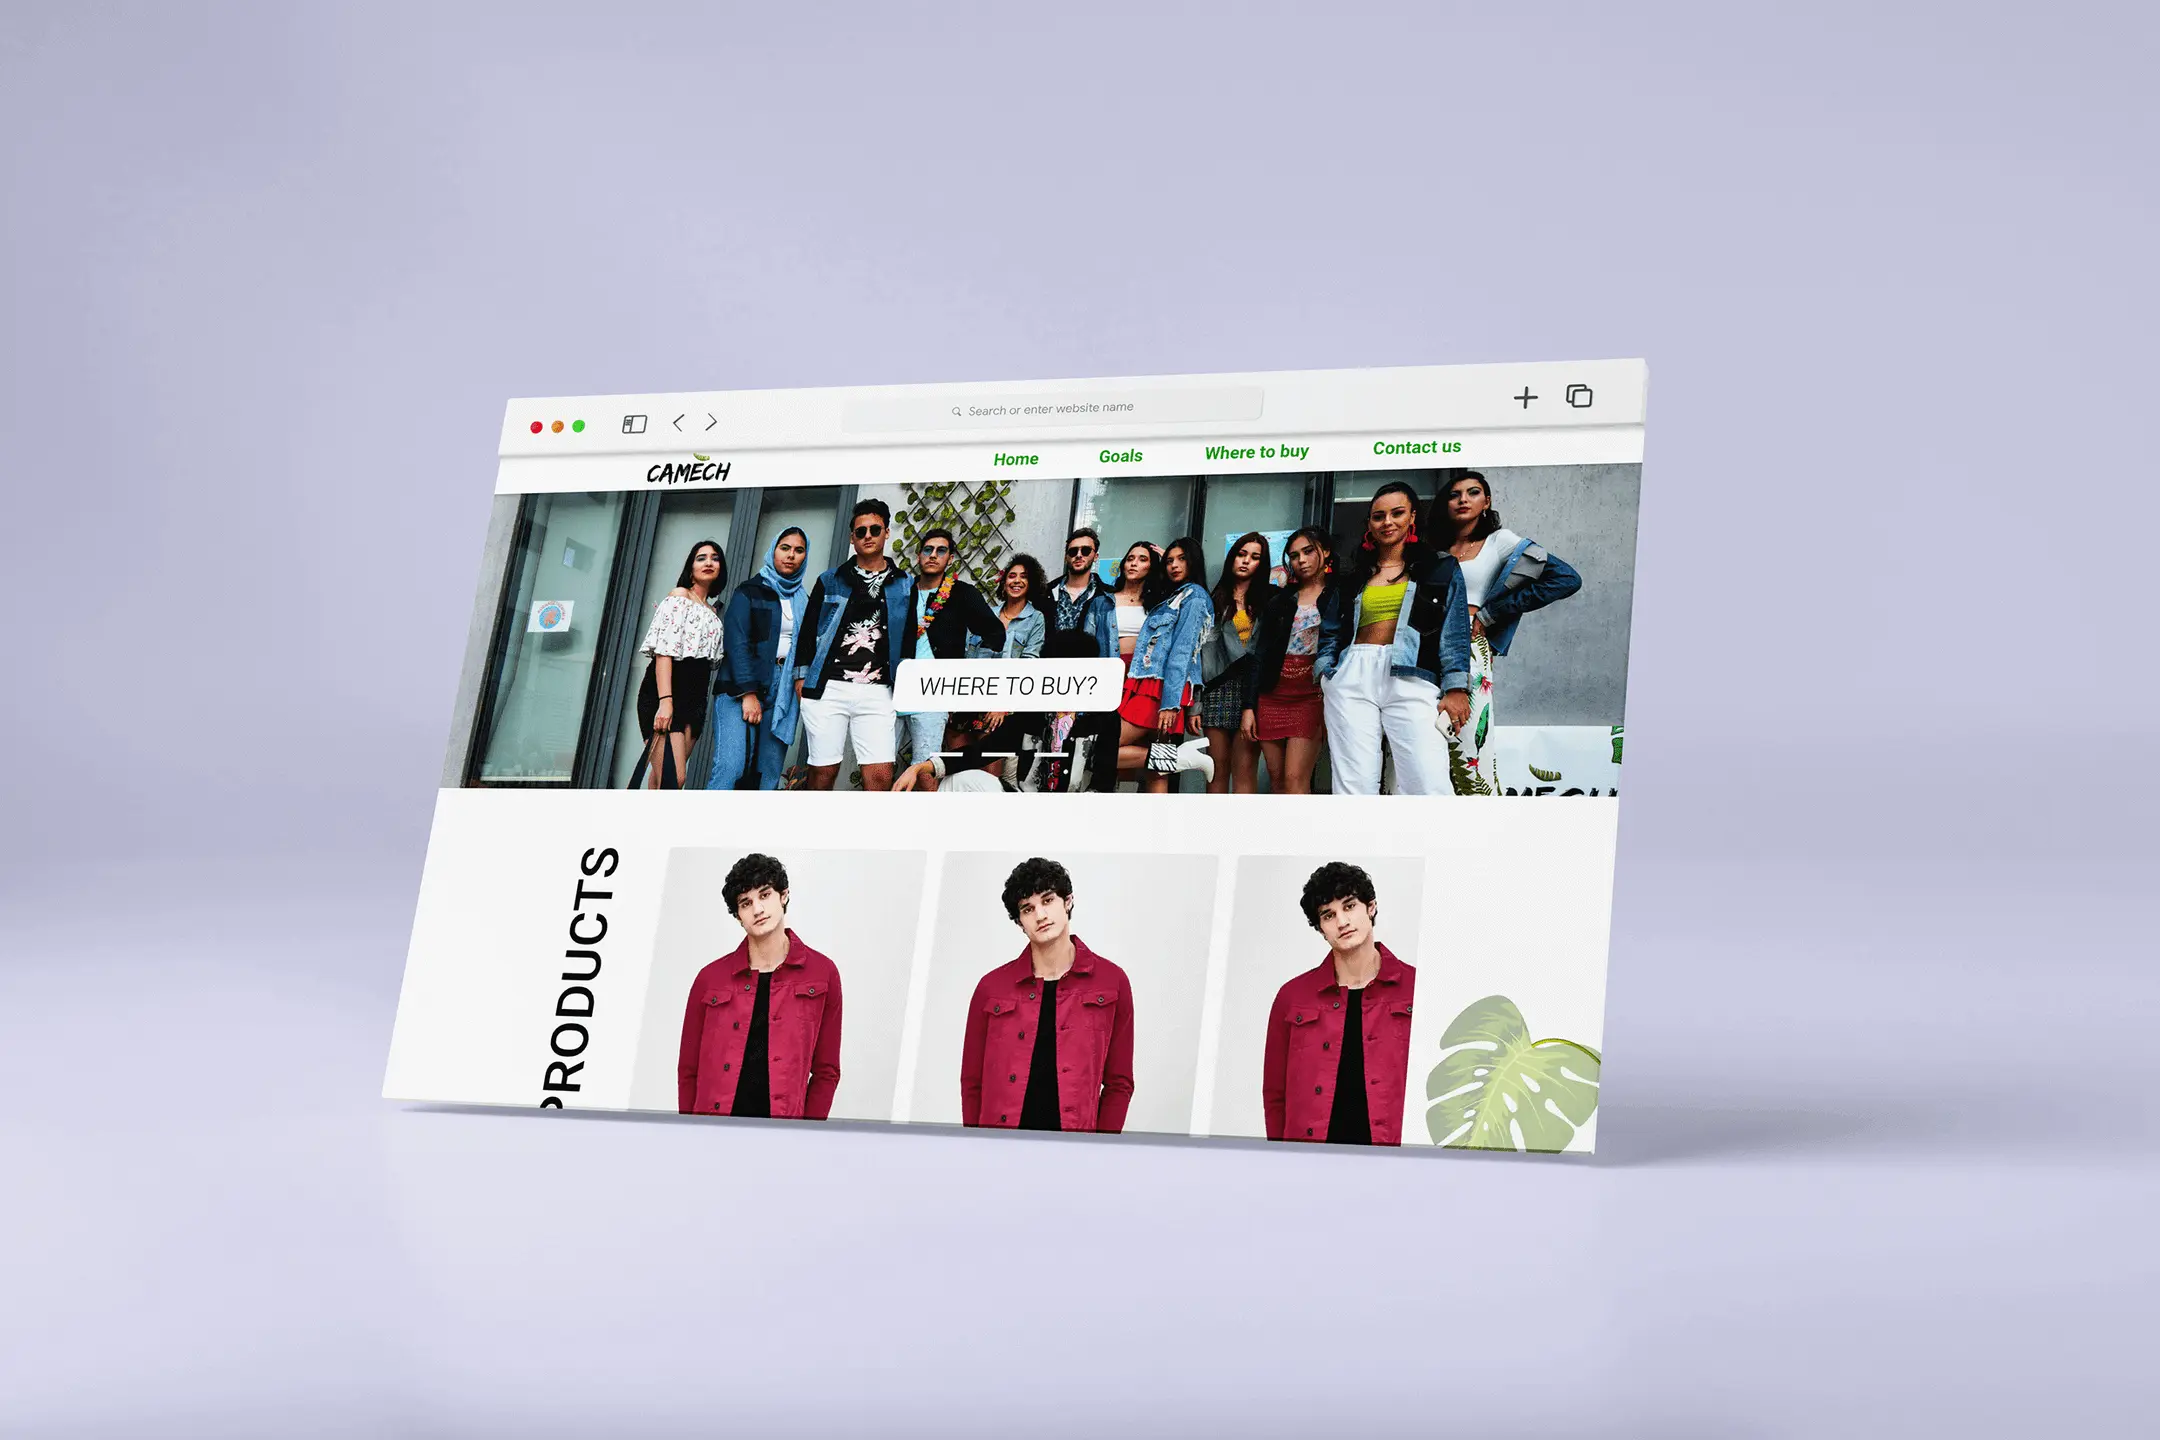 Search or enter website name
CAMECH
Home
Goals
Where to buy
Contact us
WHERE TO BUY?
PRODUCTS